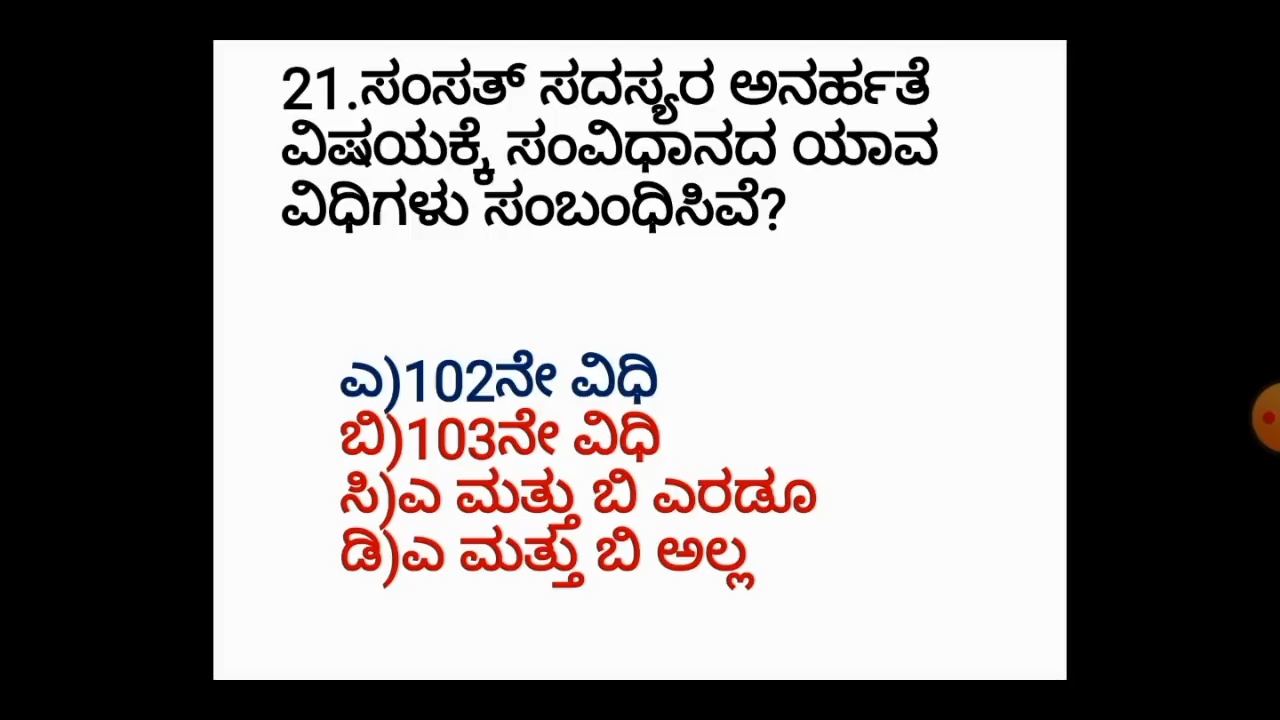 21.ಸಂಸತ್ ಸದಸ್ಯರ ಅನರ್ಹತೆ
ವಿಷಯಕ್ಕೆ ಸಂವಿಧಾನದ ಯಾವ
ವಿಧಿಗಳು ಸಂಬಂಧಿಸಿವೆ?
ಎ)102ನೇ ವಿಧಿ
ಬಿ)103ನೇ ವಿಧಿ
ಸಿ)ಎ ಮತ್ತು ಬಿ ಎರಡೂ
ಡಿ)ಎ ಮತ್ತು ಬಿ ಅಲ್ಲ